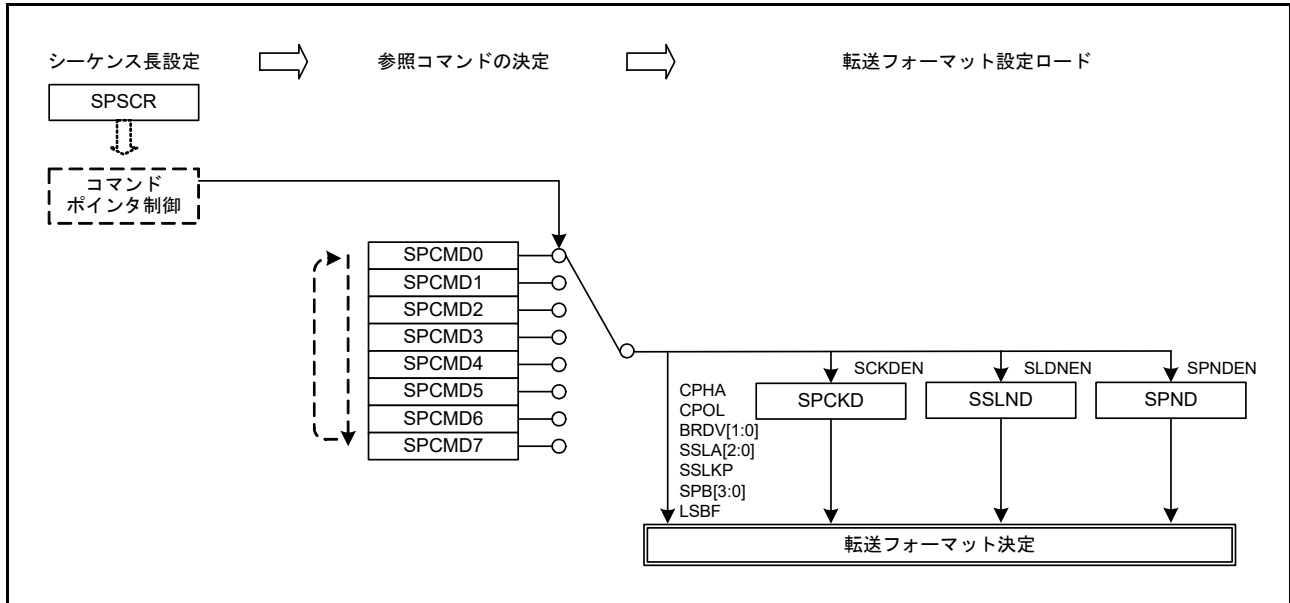 シーケンス長設定
参照コマンドの決定
転送フォーマット設定ロード
SPSCR
コマンド
ポインタ制御
SPCMD0
SPCMD1
SPCMD2
SPCMD3
SPCMD4
SPCMD5
SPCMD6
SPCMD7
CPHA
CPOL
BRDV[1:0]
SSLA[2:0]
SSLKP
SPB[3:0]
LSBF
SCKDEN
SPCKD
SLDNEN
SSLND
SPNDEN
SPND
転送フォーマット決定